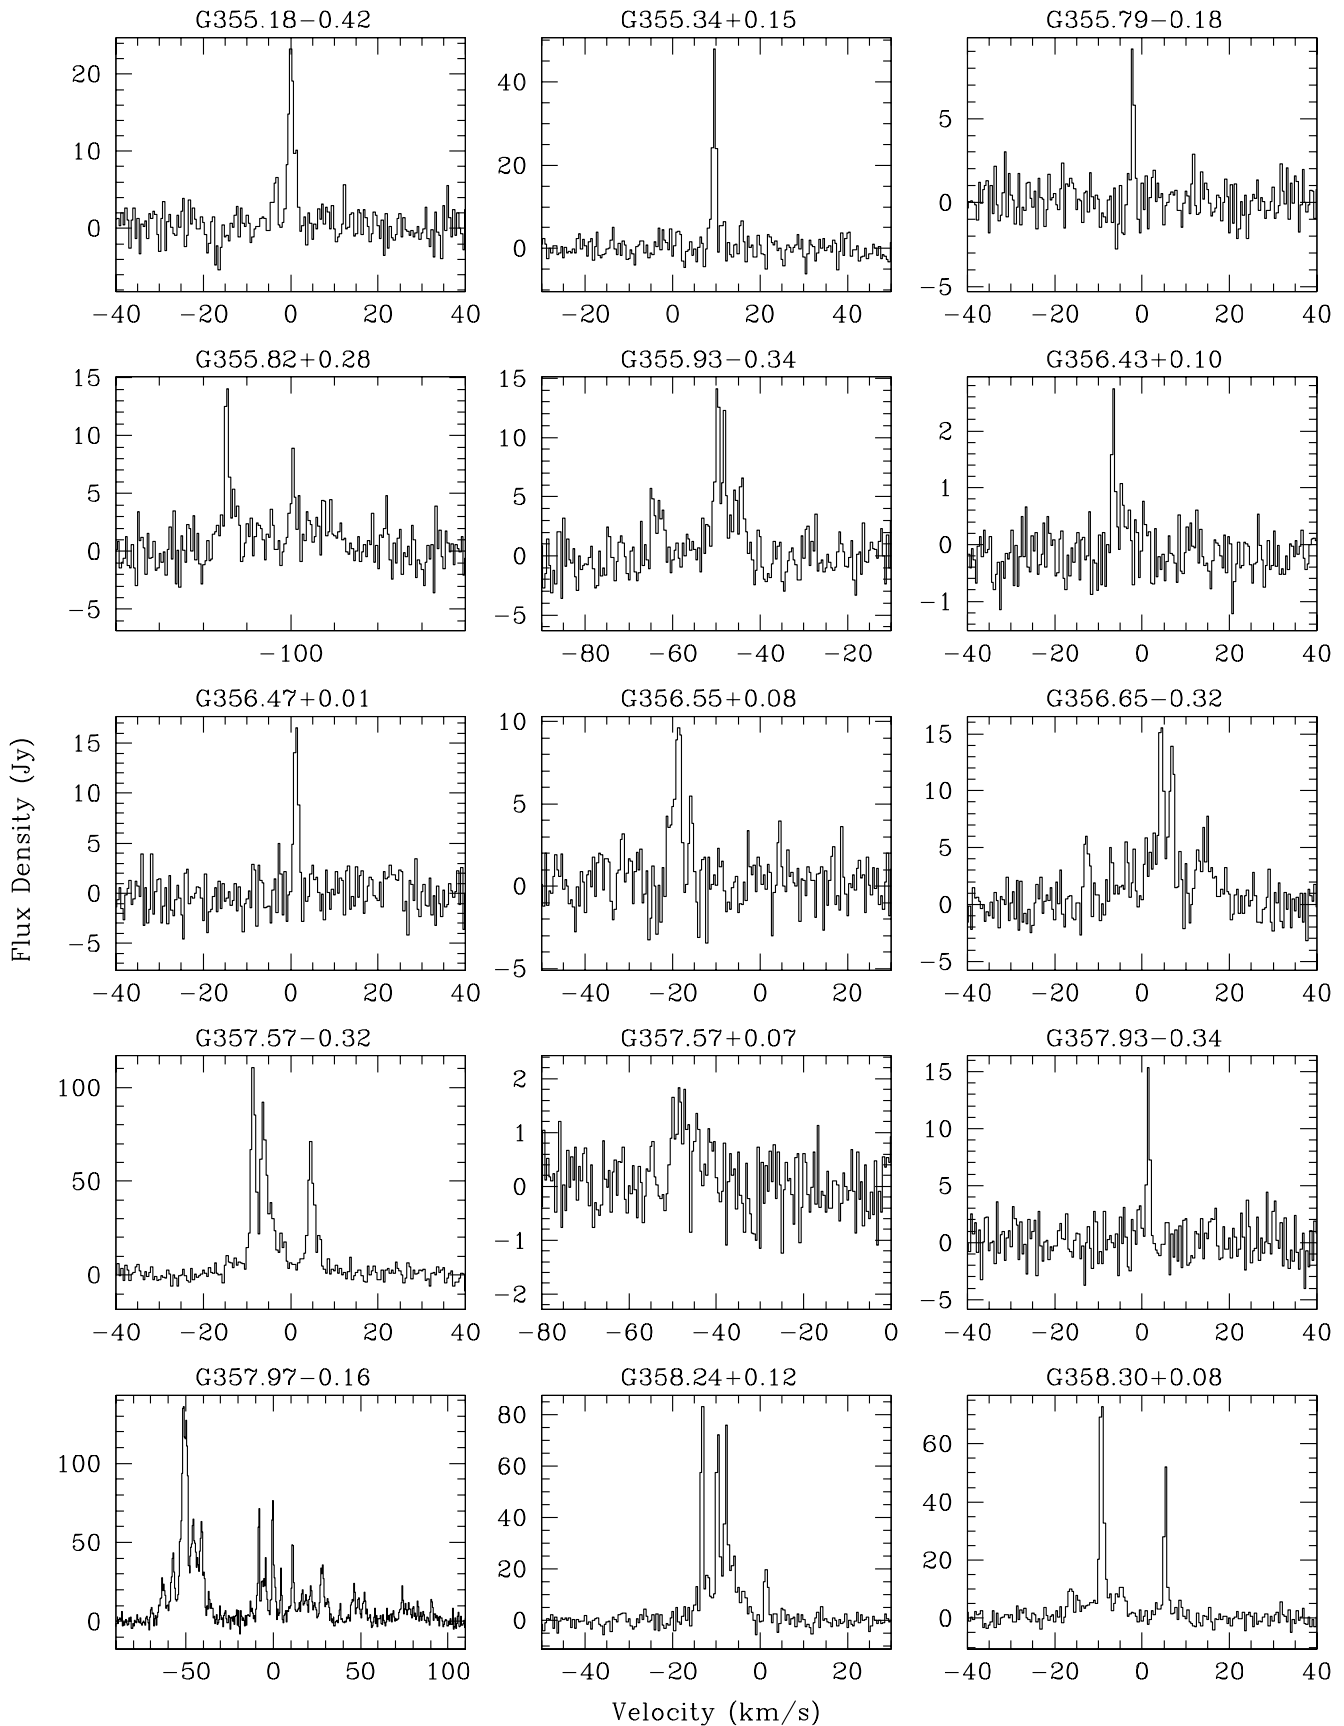 G355.18−0.42 G355.34+0.15 G355.79−0.18
20 40 5
10 20 0
0 0 −5
−40 −20 0 20 40 −20 0 20 40 −40 −20 0 20 40
G355.82+0.28 G355.93−0.34 G356.43+0.10
15 15 2
10 10 1
5 5 0
0 0 −1
−5 −5
−100 −80 −60 −40 −20 −40 −20 0 20 40
G356.47+0.01 G356.55+0.08 G356.65−0.32
15 10 15
10 5 10
5 0 5
0 −5 0
−5 −5
−40 −20 0 20 40 −40 −20 0 20 −40 −20 0 20 40
Flux Density (Jy)
G357.57−0.32 G357.57+0.07 G357.93−0.34
100 2 15
50 1 10
0 0 5
−1 0
−2 −5
−40 −20 0 20 40 −80 −60 −40 −20 0 −40 −20 0 20 40
G357.97−0.16 G358.24+0.12 G358.30+0.08
100 80 60
50 60 40
0 40 20
20 0
0
−50 0 50 100 −40 −20 0 20 −40 −20 0 20 40
Velocity (km/s)